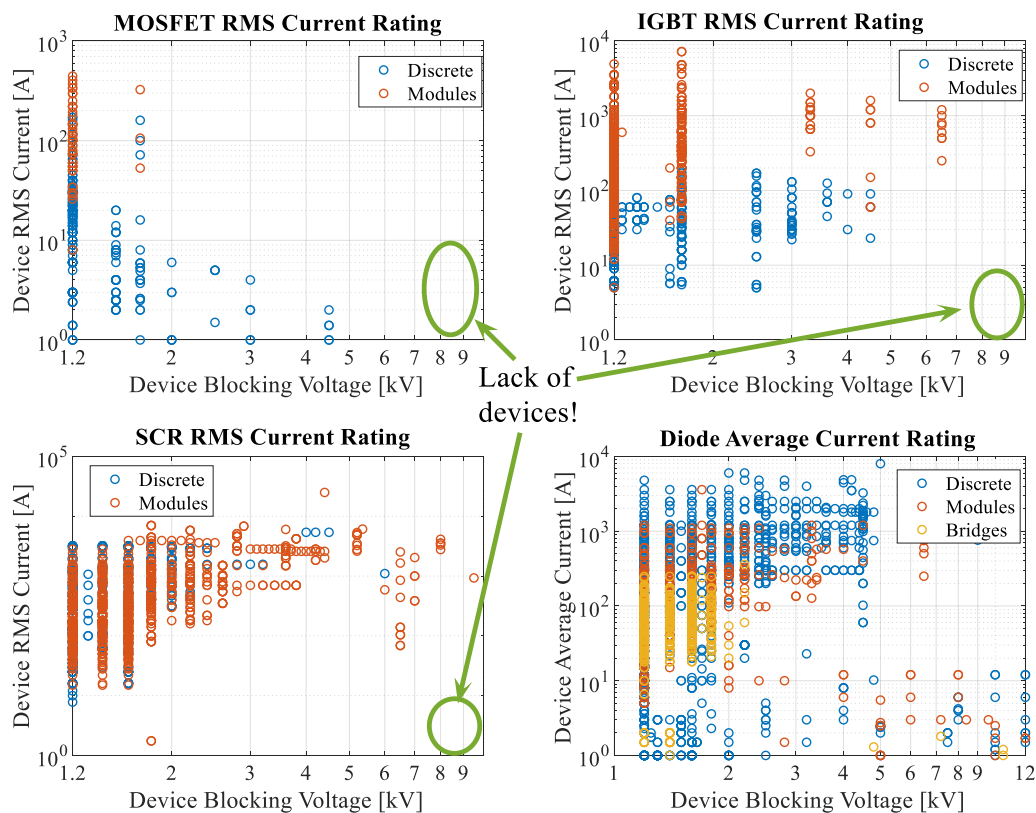 MOSFET RMS Current Rating
10³
10²
10¹
10⁰
Device RMS Current [A]
Discrete
Modules
1.2 2 3 4 5 6 7 8 9
Device Blocking Voltage [kV]
IGBT RMS Current Rating
10⁴
10³
10²
10¹
10⁰
Device RMS Current [A]
Discrete
Modules
1.2 2 3 4 5 6 7 8 9
Device Blocking Voltage [kV]
Lack of
devices!
SCR RMS Current Rating
10⁵
10⁰
Device RMS Current [A]
Discrete
Modules
1.2 2 3 4 5 6 7 8 9
Device Blocking Voltage [kV]
Diode Average Current Rating
10⁴
10³
10²
10¹
10⁰
Device Average Current [A]
Discrete
Modules
Bridges
1 2 3 4 5 6 7 8 9 12
Device Blocking Voltage [kV]